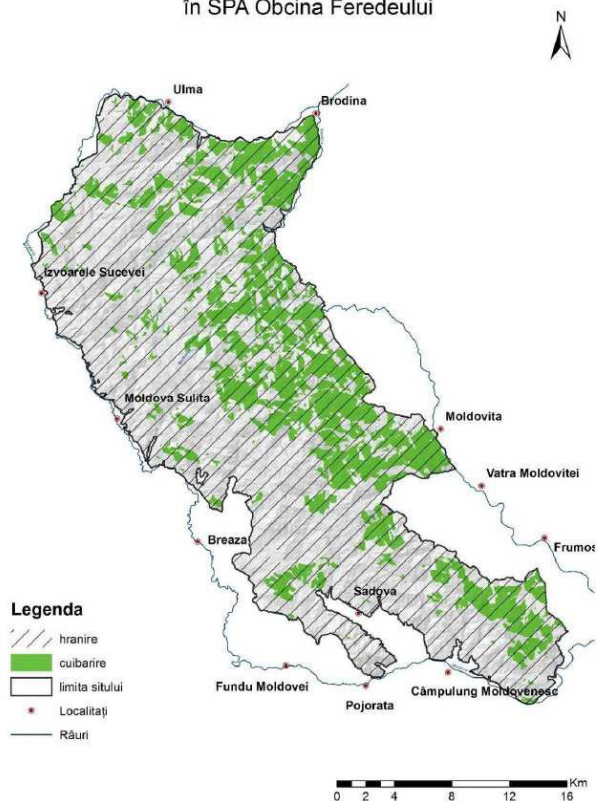 în SPA Obcina Feredeului
N
Ulma
Brodina
Izvoarele Sucevei
Moldova Sulita
Moldovita
Vatra Moldovitei
Breaza
Frumos
Sadova
Legenda
hranire
cuibarire
limita sitului
Localitați
Râuri
Fundu Moldovei
Câmpulung Moldovenesc
Pojorata
Km
0 2 4 8 12 16